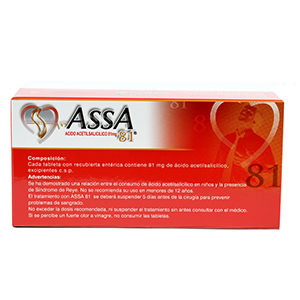 ASSA
ACIDO ACETILSALICILICO 81mg
81®
Composición:
Cada tableta con recubierta entérica contiene 81 mg de ácido acetilsalicílico,
excipientes c.s.p.
Advertencias:
Se ha demostrado una relación entre el consumo de ácido acetilsalicílico en niños y la presencia
de Síndrome de Reye. No se recomienda su uso en menores de 12 años.
El tratamiento con ASSA 81 se deberá suspender 5 días antes de la cirugía para prevenir
problemas de sangrado.
No exceder la dosis recomendada, ni suspender el tratamiento sin antes consultar con el médico.
Si se percibe un fuerte olor a vinagre, no consumir las tabletas.
81